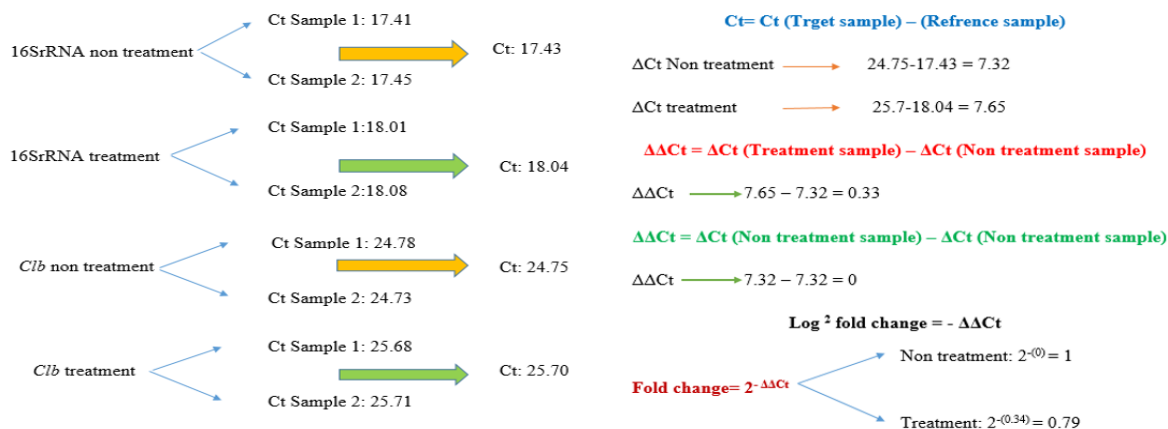 Ct Sample 1: 17.41
16SrRNA non treatment
Ct: 17.43
Ct Sample 2: 17.45
Ct Sample 1:18.01
16SrRNA treatment
Ct: 18.04
Ct Sample 2:18.08
Ct Sample 1: 24.78
Clb non treatment
Ct: 24.75
Ct Sample 2: 24.73
Ct Sample 1: 25.68
Clb treatment
Ct: 25.70
Ct Sample 2: 25.71
Ct= Ct (Trget sample) – (Refrence sample)
ΔCt Non treatment 24.75-17.43 = 7.32
ΔCt treatment 25.7-18.04 = 7.65
ΔΔCt = ΔCt (Treatment sample) – ΔCt (Non treatment sample)
ΔΔCt 7.65 – 7.32 = 0.33
ΔΔCt = ΔCt (Non treatment sample) – ΔCt (Non treatment sample)
ΔΔCt 7.32 – 7.32 = 0
Log ² fold change = - ΔΔCt
Non treatment: 2⁻⁽⁰⁾ = 1
Fold change= 2^- ΔΔCt
Treatment: 2^-(0.34) = 0.79